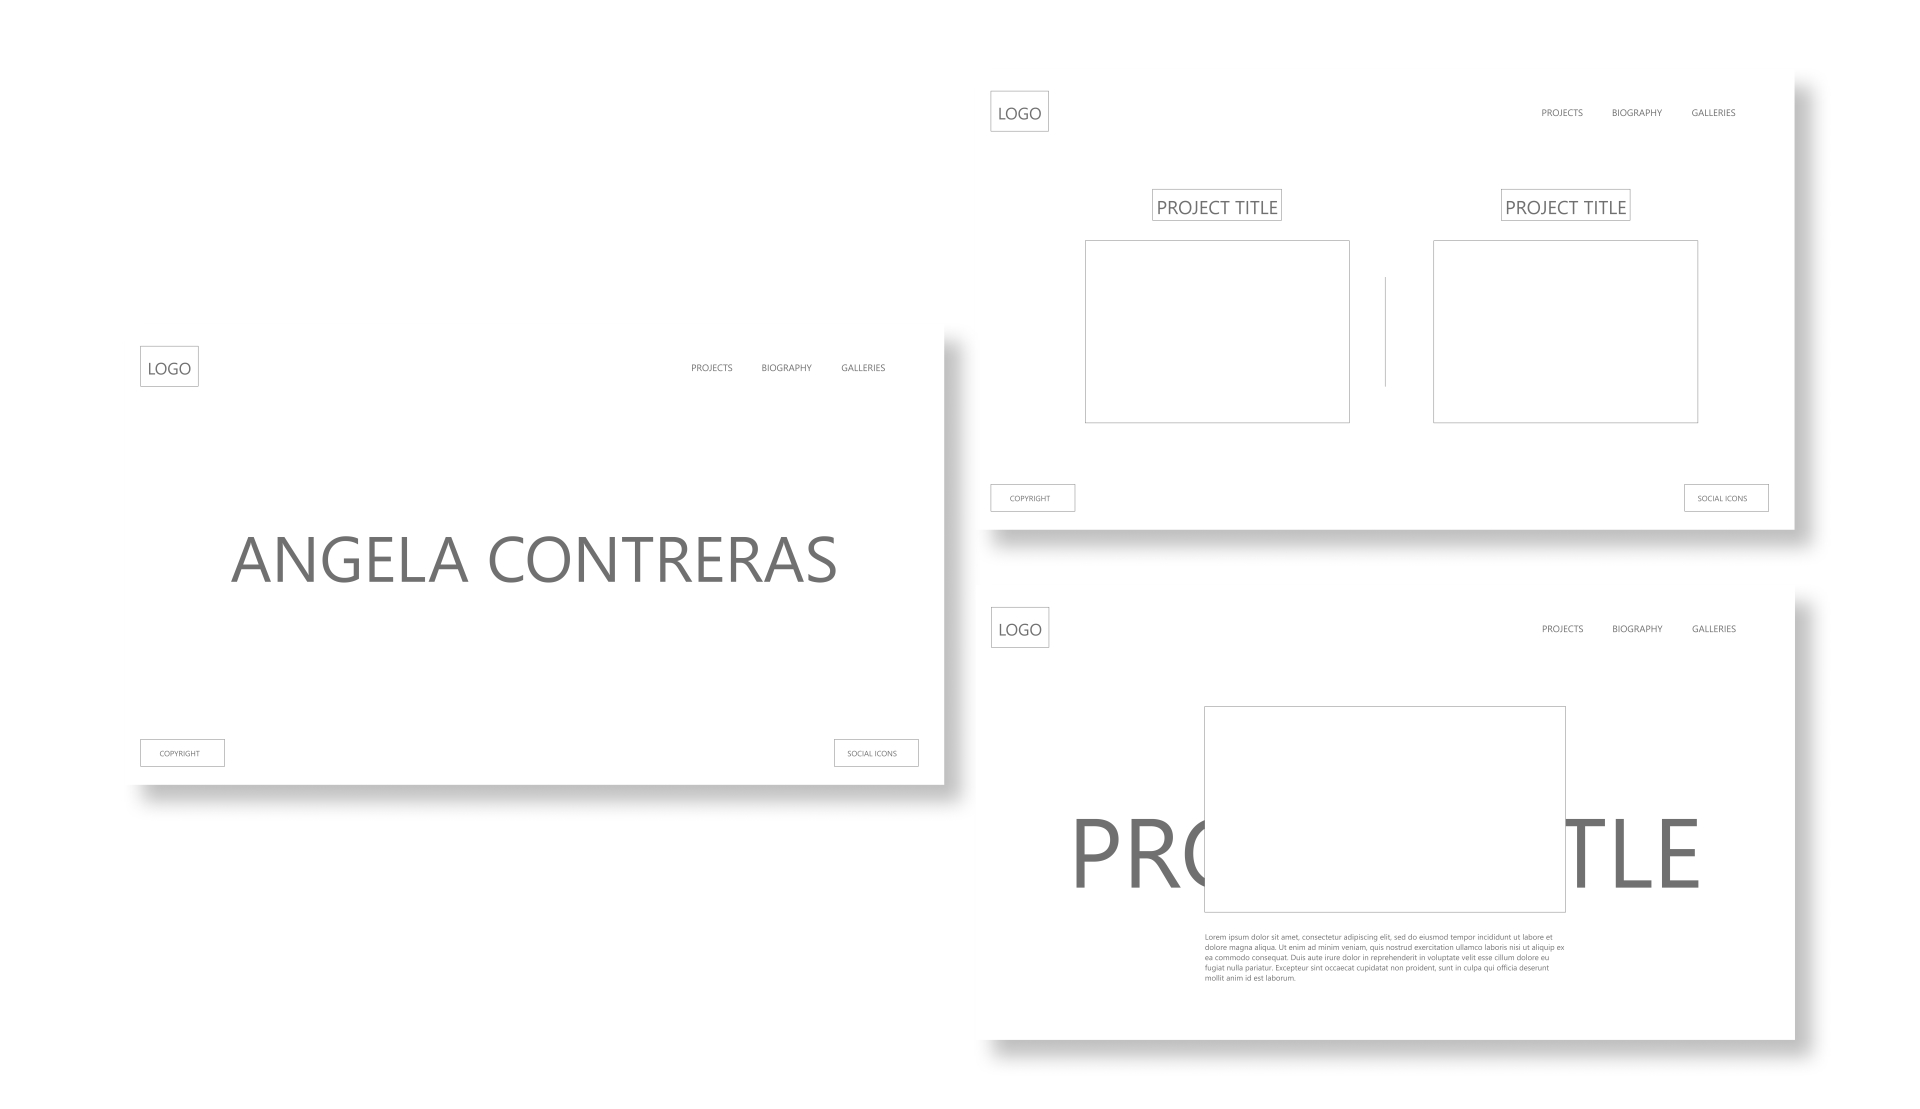 LOGO
PROJECTS BIOGRAPHY GALLERIES
ANGELA CONTRERAS
COPYRIGHT
SOCIAL ICONS
LOGO
PROJECTS BIOGRAPHY GALLERIES
PROJECT TITLE
PROJECT TITLE
COPYRIGHT
SOCIAL ICONS
LOGO
PROJECTS BIOGRAPHY GALLERIES
PRO TLE
Lorem ipsum dolor sit amet, consectetur adipiscing elit, sed do eiusmod tempor incididunt ut labore et
dolore magna aliqua. Ut enim ad minim veniam, quis nostrud exercitation ullamco laboris nisi ut aliquip ex
ea commodo consequat. Duis aute irure dolor in reprehenderit in voluptate velit esse cillum dolore eu
fugiat nulla pariatur. Excepteur sint occaecat cupidatat non proident, sunt in culpa qui officia deserunt
mollit anim id est laborum.